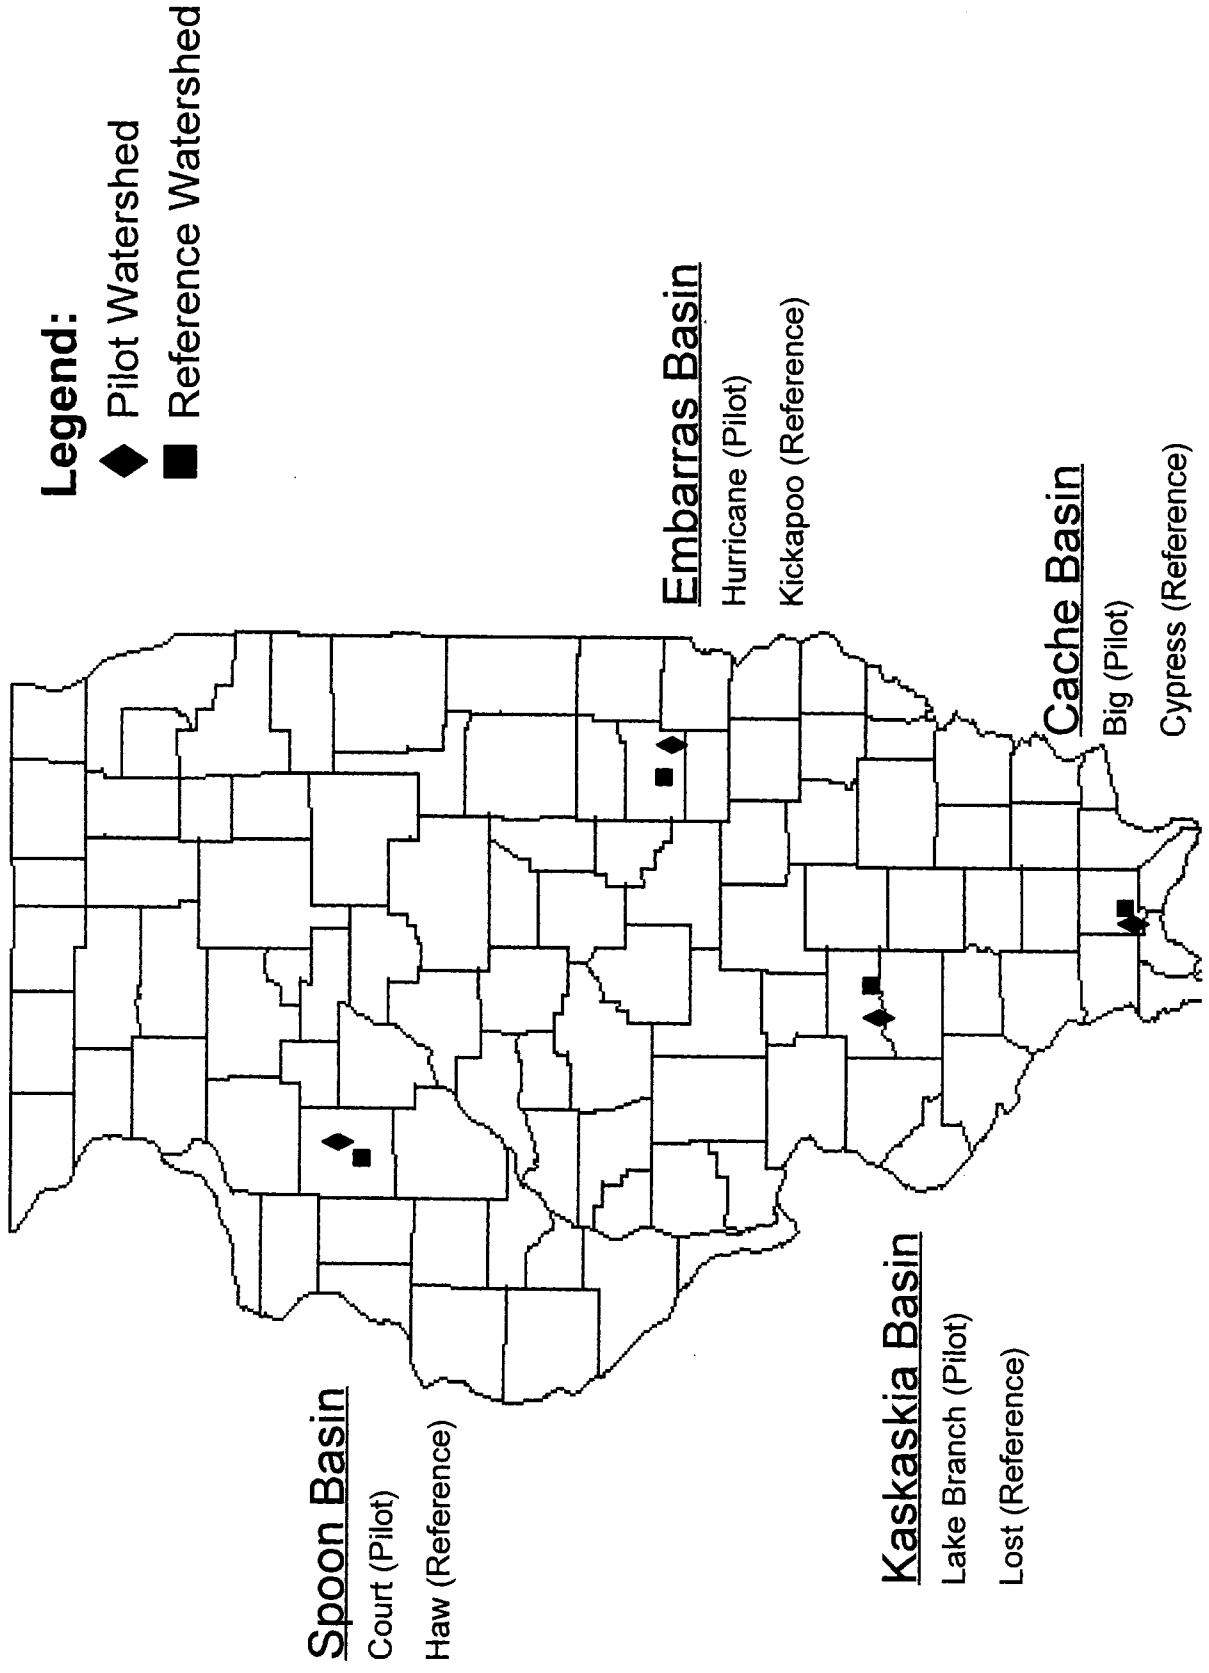 Legend:
Pilot Watershed
Reference Watershed
Spoon Basin
Court (Pilot)
Haw (Reference)
Embarras Basin
Hurricane (Pilot)
Kickapoo (Reference)
Kaskaskia Basin
Lake Branch (Pilot)
Lost (Reference)
Cache Basin
Big (Pilot)
Cypress (Reference)